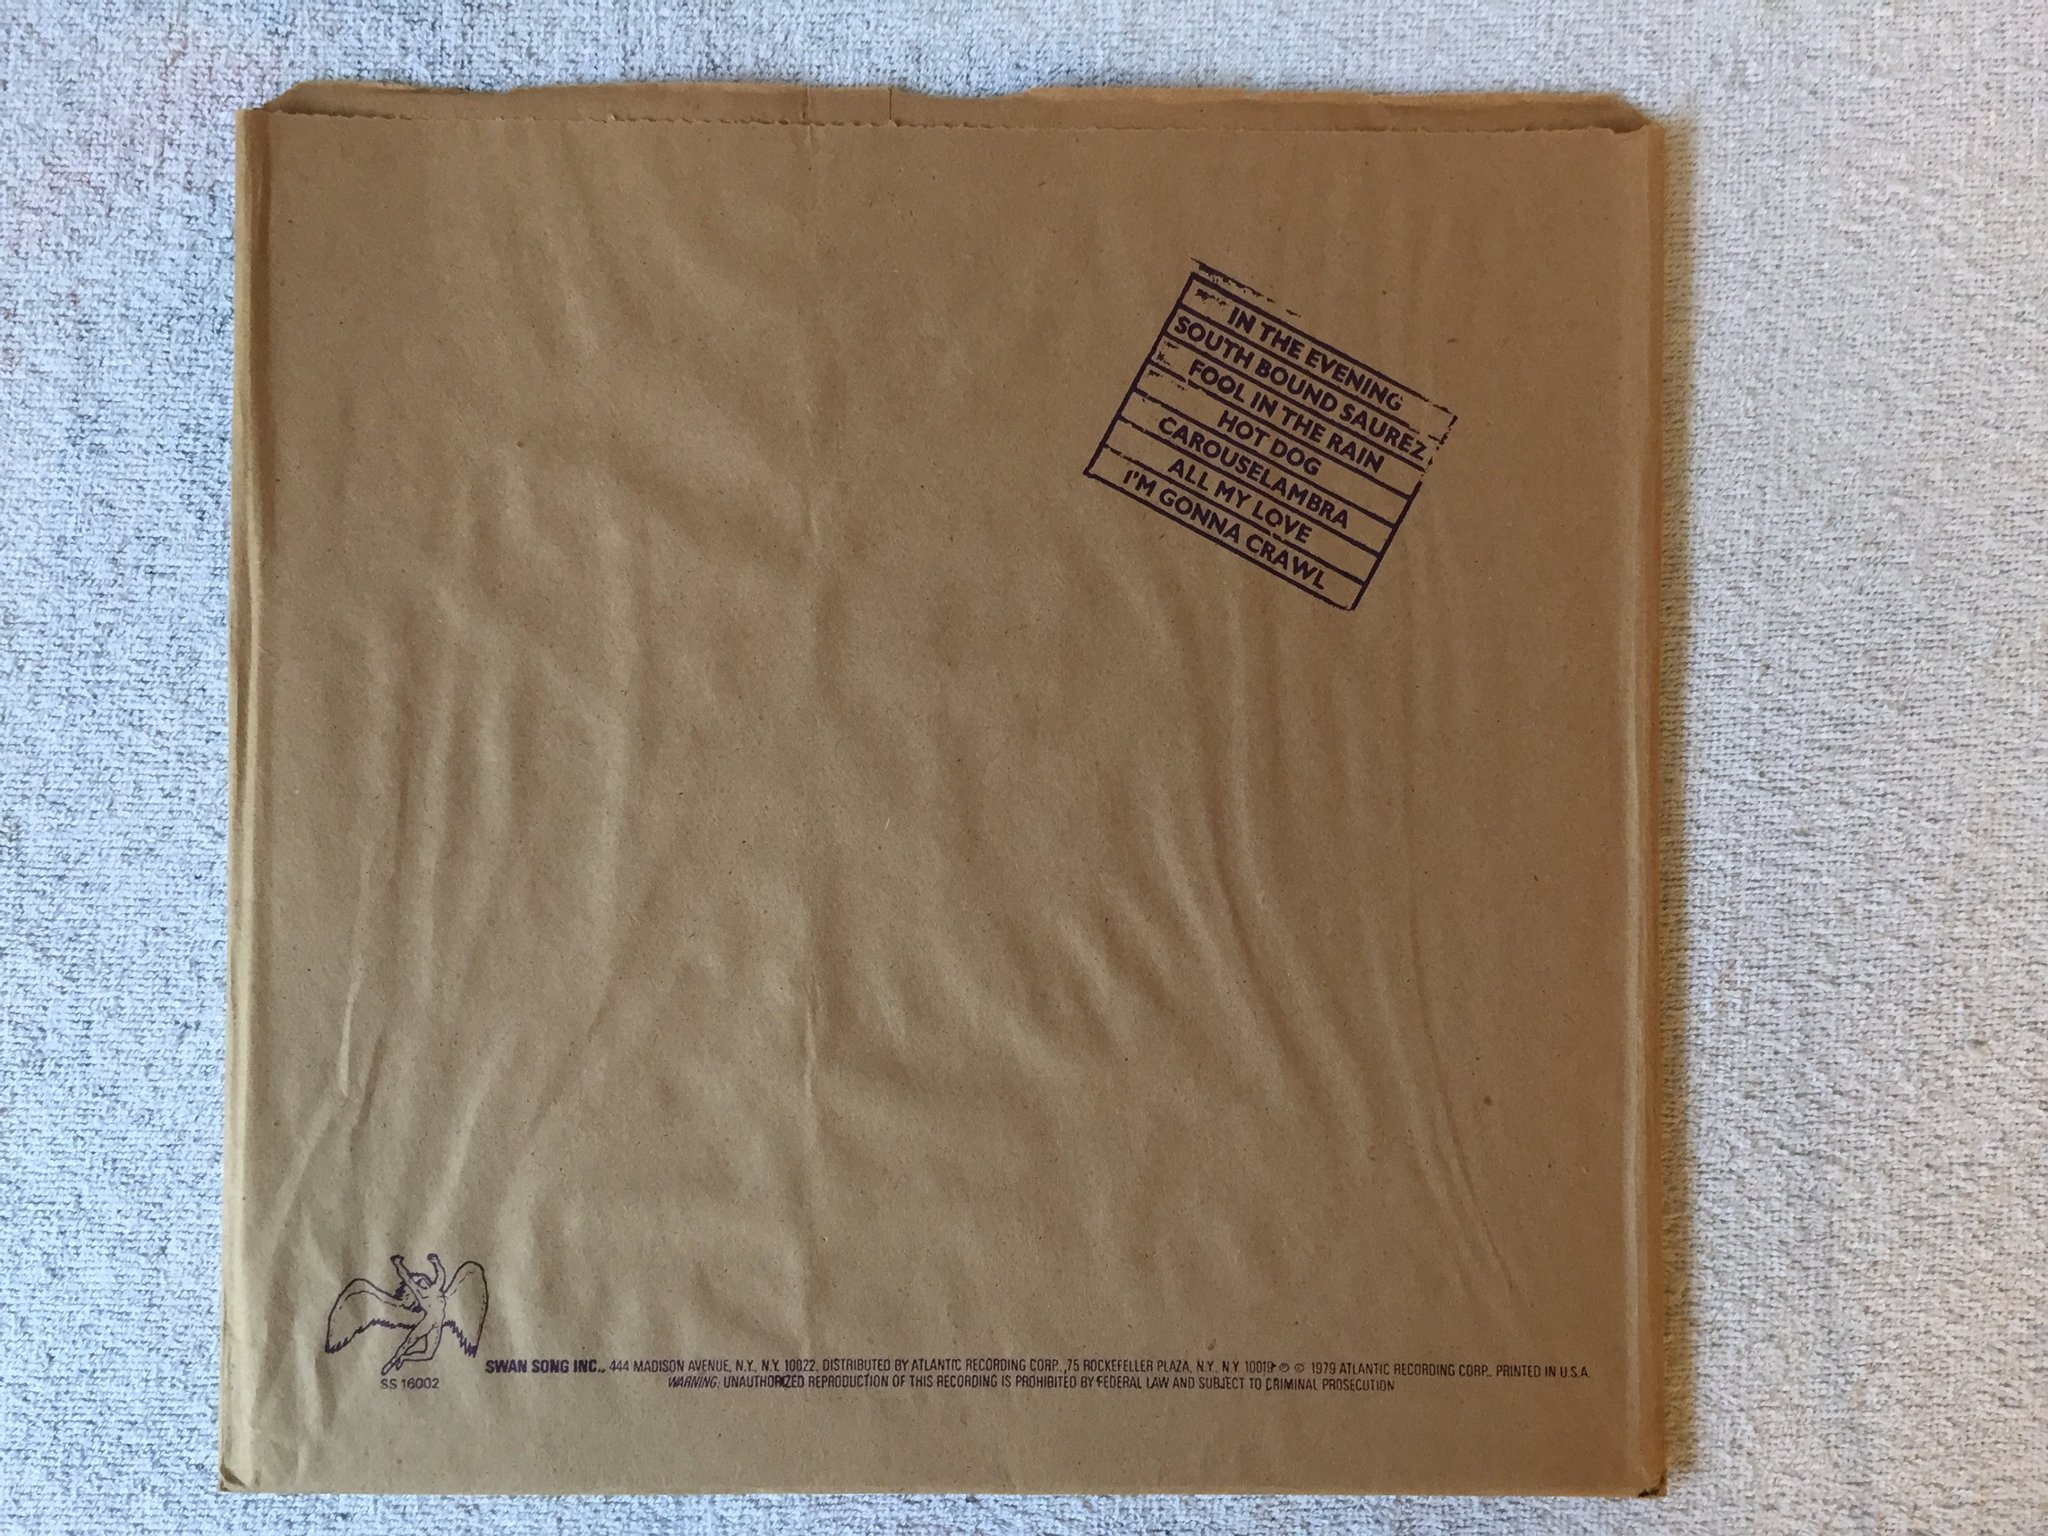 IN THE EVENING
SOUTH BOUND SAUREZ
FOOL IN THE RAIN
HOT DOG
CAROUSELAMBRA
ALL MY LOVE
I'M GONNA CRAWL
SWAN SONG INC., 444 MADISON AVENUE, N.Y., N.Y. 10022. DISTRIBUTED BY ATLANTIC RECORDING CORP., 75 ROCKEFELLER PLAZA, N.Y., N.Y. 10019 ℗ © 1979 ATLANTIC RECORDING CORP., PRINTED IN U.S.A.
SS 16002
WARNING: UNAUTHORIZED REPRODUCTION OF THIS RECORDING IS PROHIBITED BY FEDERAL LAW AND SUBJECT TO CRIMINAL PROSECUTION